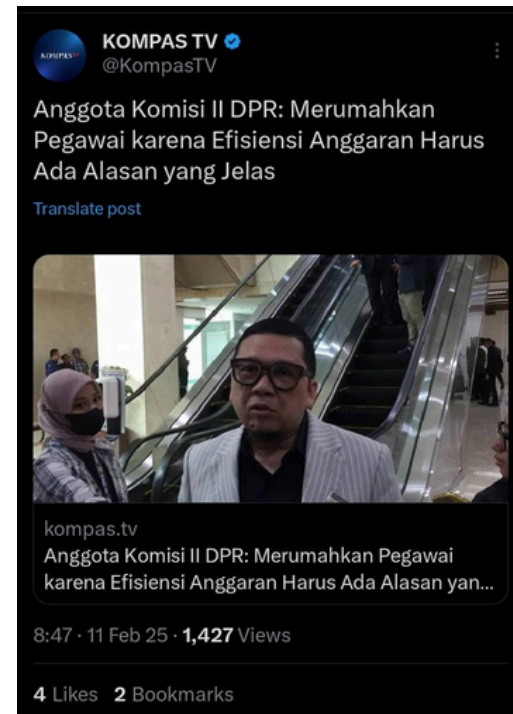 KOMPAS TV
@KompasTV
KOMPAS TV
Anggota Komisi II DPR: Merumahkan
Pegawai karena Efisiensi Anggaran Harus
Ada Alasan yang Jelas
Translate post
kompas.tv
Anggota Komisi II DPR: Merumahkan Pegawai
karena Efisiensi Anggaran Harus Ada Alasan yan...
8:47 · 11 Feb 25 · 1,427 Views
4 Likes 2 Bookmarks